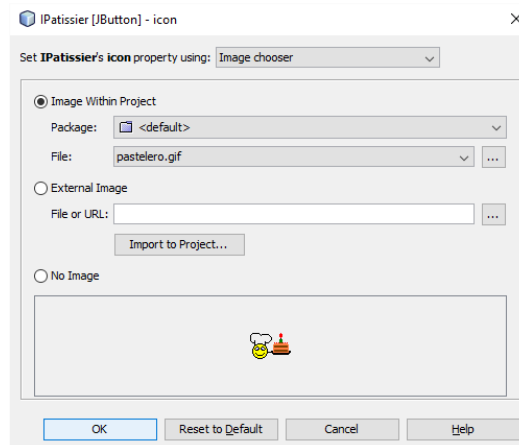 IPatissier [JButton] - icon
Set IPatissier's icon property using: Image chooser
Image Within Project
Package: <default>
File: pastelero.gif ...
External Image
File or URL: ...
Import to Project...
No Image
OK Reset to Default Cancel Help